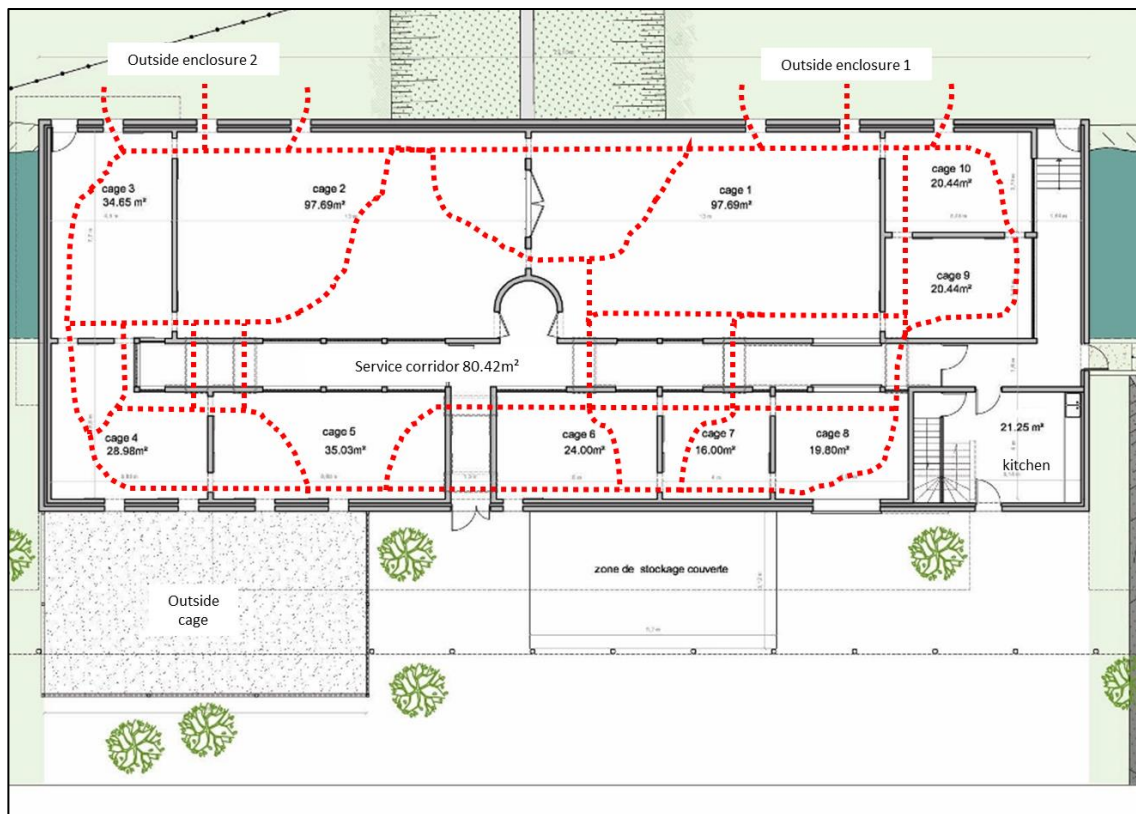 Outside enclosure 2
Outside enclosure 1
cage 3
34.65 m²
cage 2
97.69m²
cage 1
97.69m²
cage 10
20.44m²
cage 9
20.44m²
Service corridor 80.42m²
cage 4
28.98m²
cage 5
35.03m²
cage 6
24.00m²
cage 7
16.00m²
cage 8
19.80m²
21.25 m²
kitchen
Outside
cage
zone de stockage couverte